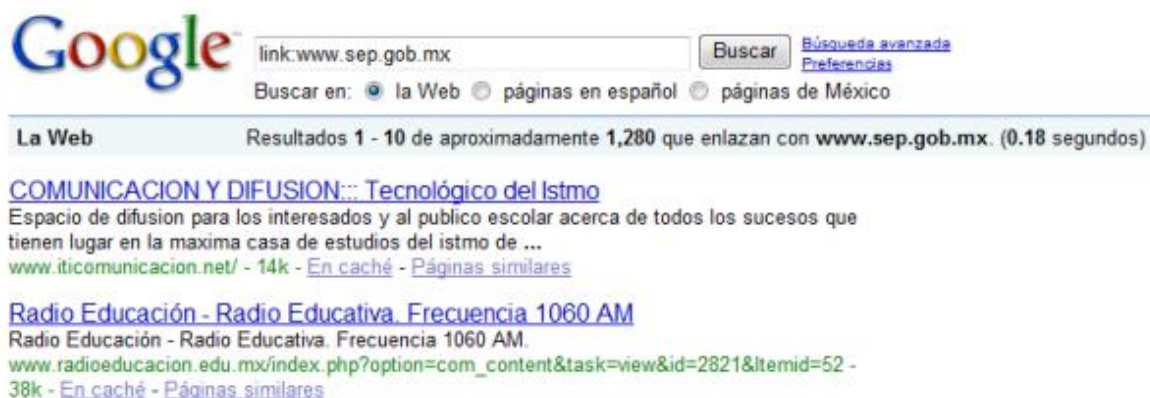 Google™
link:www.sep.gob.mx Buscar Búsqueda avanzada
Preferencias
Buscar en: la Web páginas en español páginas de México
La Web Resultados 1 - 10 de aproximadamente 1,280 que enlazan con www.sep.gob.mx. (0.18 segundos)
COMUNICACION Y DIFUSION::: Tecnológico del Istmo
Espacio de difusion para los interesados y al publico escolar acerca de todos los sucesos que
tienen lugar en la maxima casa de estudios del istmo de ...
www.iticomunicacion.net/ - 14k - En caché - Páginas similares
Radio Educación - Radio Educativa. Frecuencia 1060 AM
Radio Educación - Radio Educativa. Frecuencia 1060 AM.
www.radioeducacion.edu.mx/index.php?option=com_content&task=view&id=2821&Itemid=52 -
38k - En caché - Páginas similares